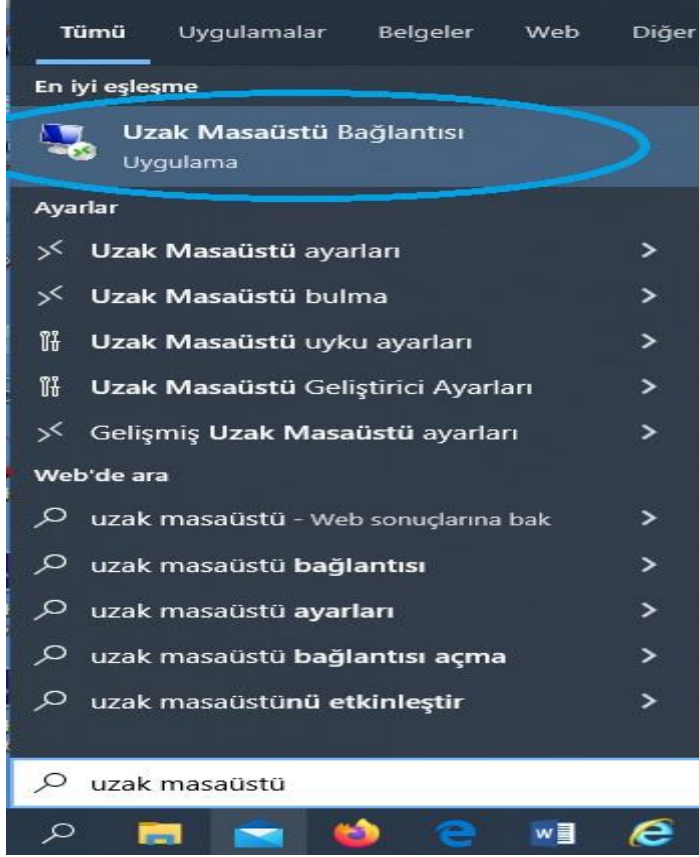 Tümü Uygulamalar Belgeler Web Diğer
En iyi eşleşme
Uzak Masaüstü Bağlantısı
Uygulama
Ayarlar
Uzak Masaüstü ayarları
Uzak Masaüstü bulma
Uzak Masaüstü uyku ayarları
Uzak Masaüstü Geliştirici Ayarları
Gelişmiş Uzak Masaüstü ayarları
Web'de ara
uzak masaüstü - Web sonuçlarına bak
uzak masaüstü bağlantısı
uzak masaüstü ayarları
uzak masaüstü bağlantısı açma
uzak masaüstünü etkinleştir
uzak masaüstü